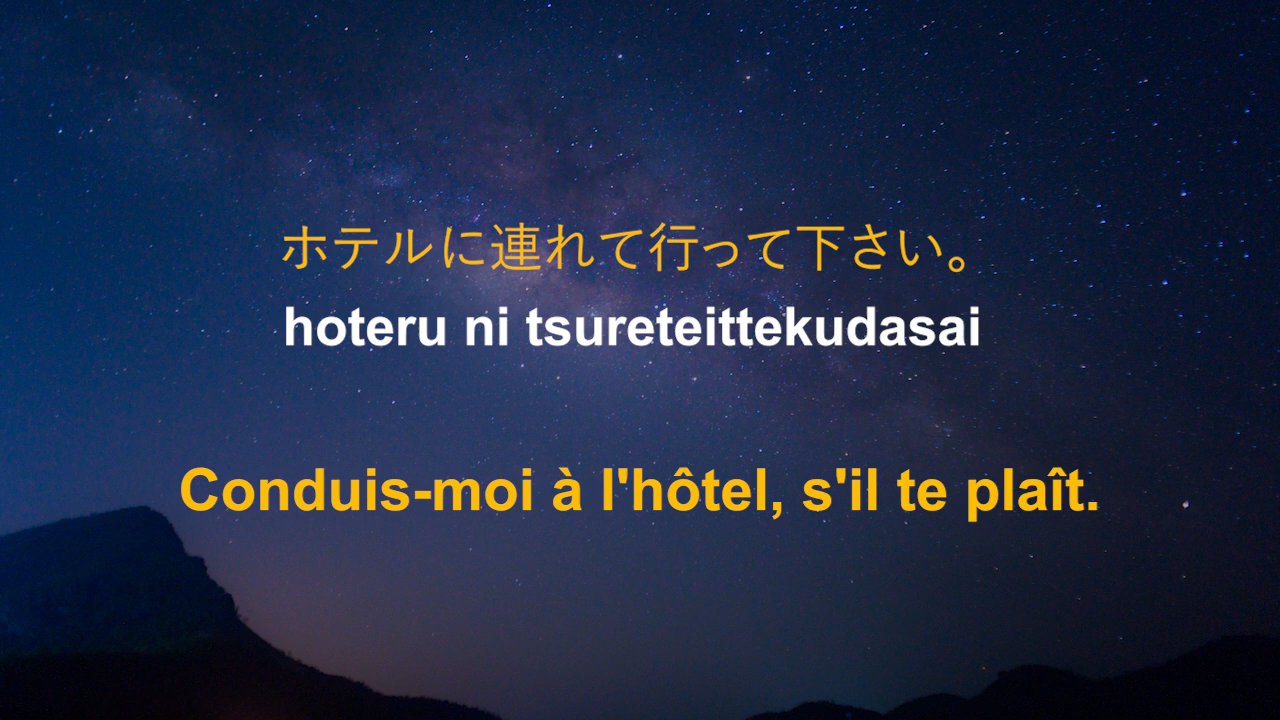 ホテルに連れて行って下さい。
hoteru ni tsureteittekudasai
Conduis-moi à l'hôtel, s'il te plaît.